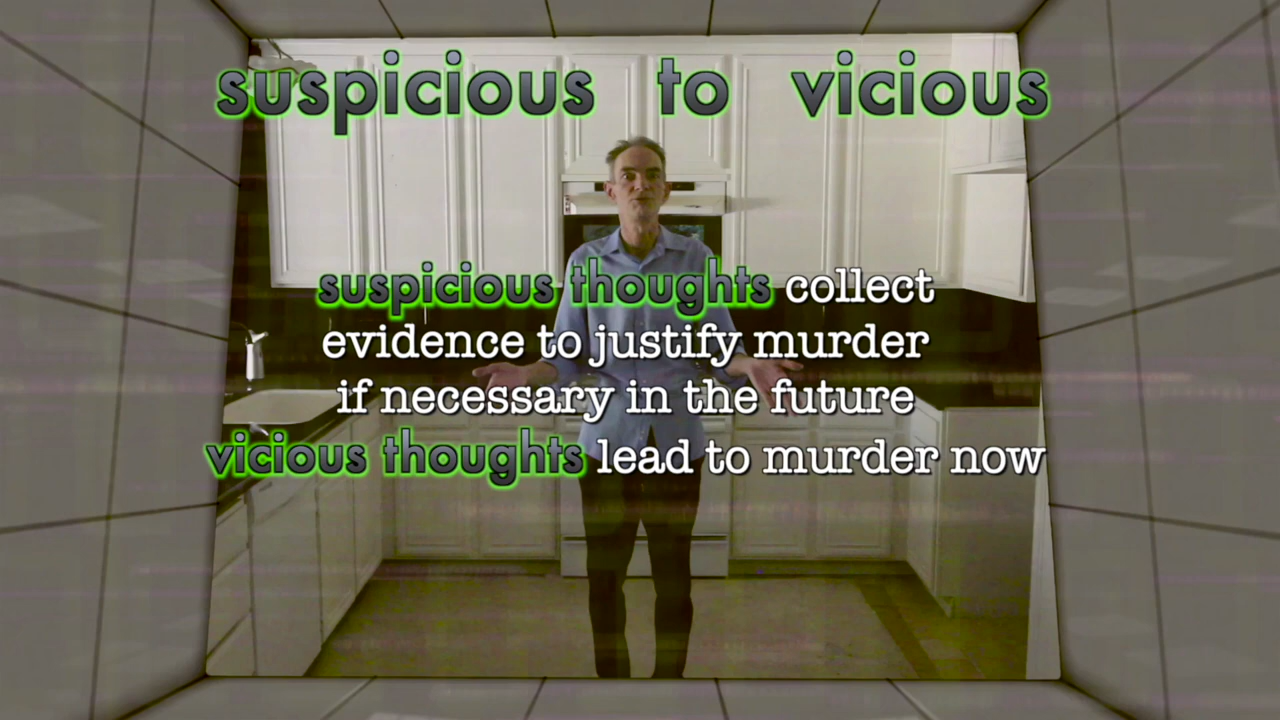 suspicious to vicious
suspicious thoughts collect
evidence to justify murder
if necessary in the future
vicious thoughts lead to murder now